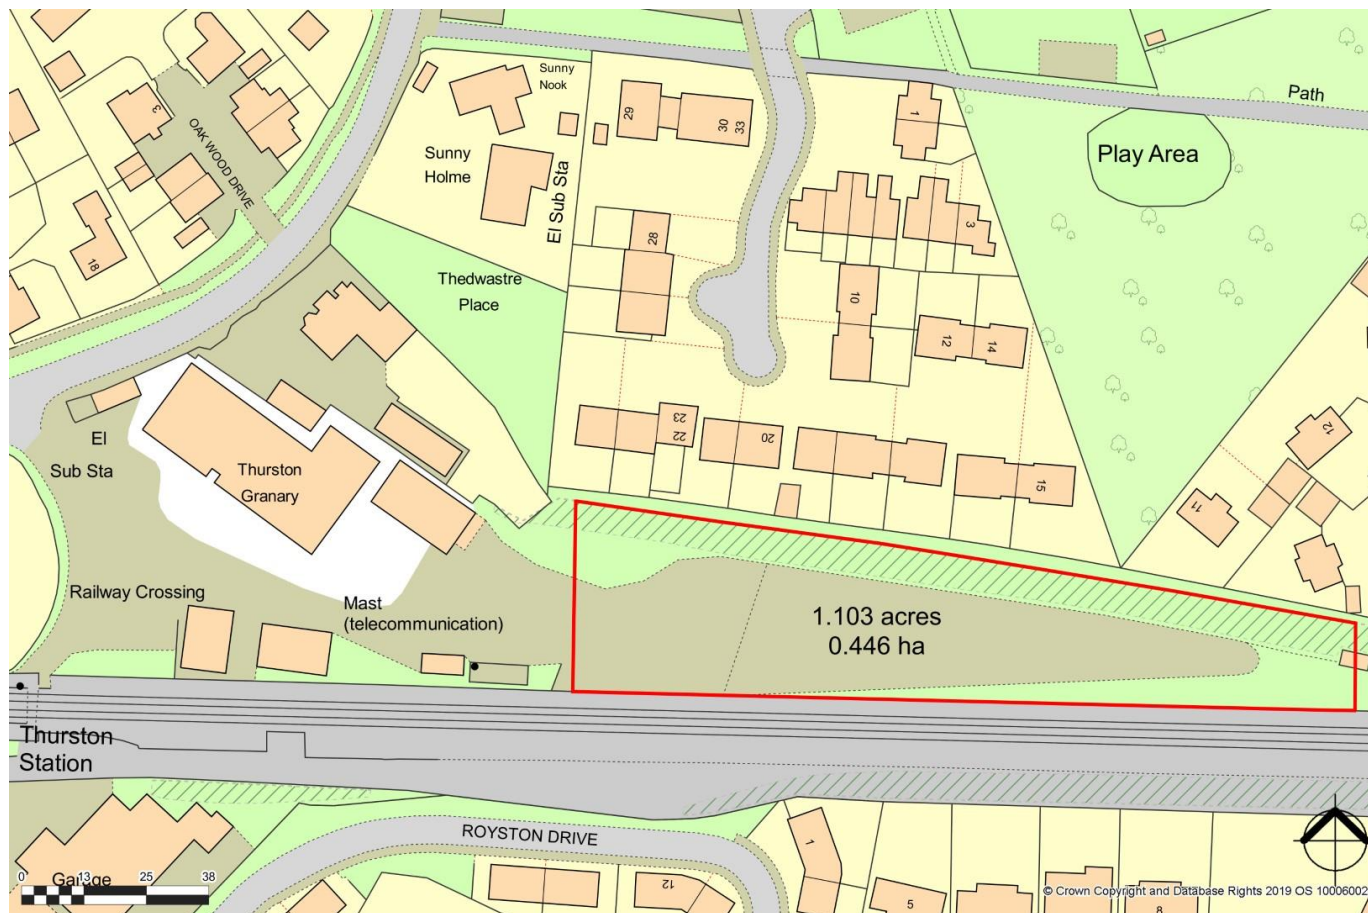 Sunny
Nook
3
OAK WOOD DRIVE
18
Sunny
Holme
El Sub Sta
29
30
33
1
Path
Play Area
28
3
Thedwastre
Place
10
12
14
23
22
20
15
12
11
El
Sub Sta
Thurston
Granary
Railway Crossing
Mast
(telecommunication)
1.103 acres
0.446 ha
Thurston
Station
ROYSTON DRIVE
Garage
0
13
25
38
12
1
5
8
© Crown Copyright and Database Rights 2019 OS 10006002